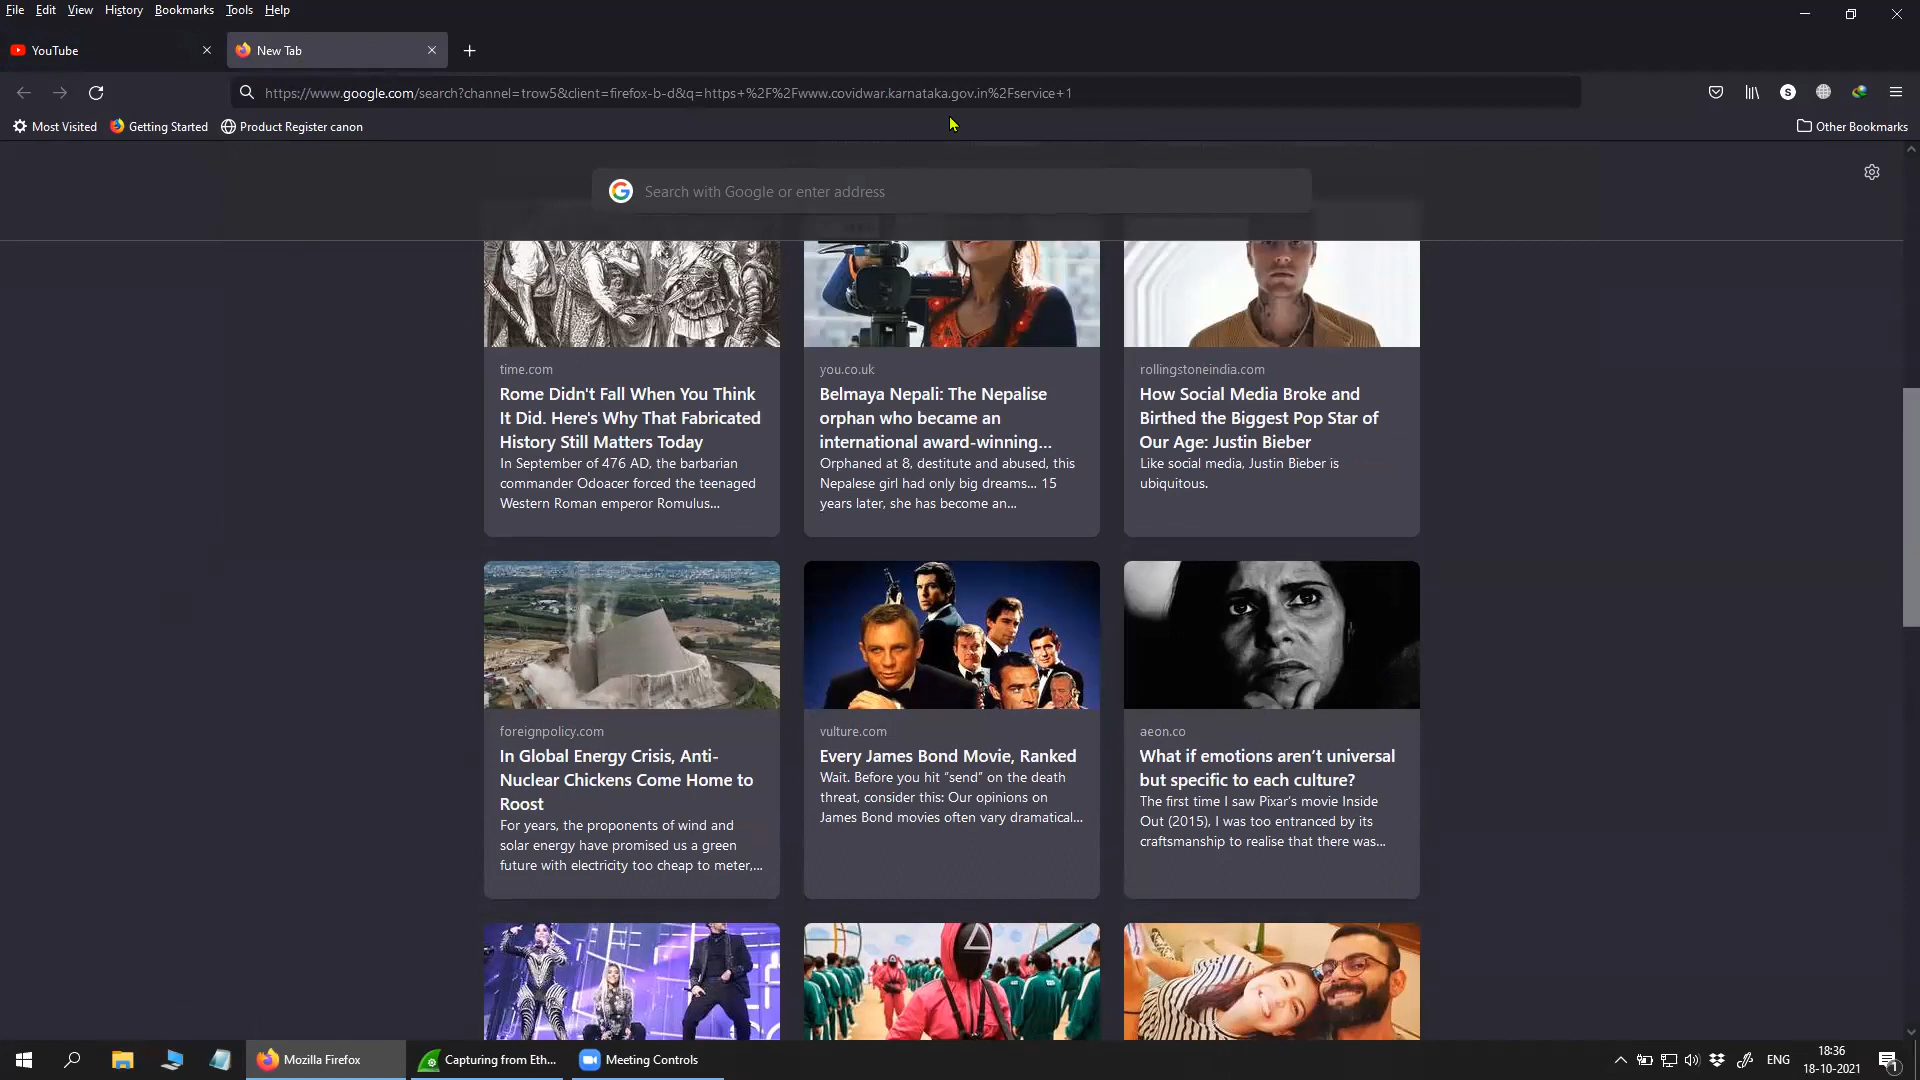 File Edit View History Bookmarks Tools Help
YouTube
New Tab
https://www.google.com/search?channel=trow5&client=firefox-b-d&q=https+%2F%2Fwww.covidwar.karnataka.gov.in%2Fservice+1
S
Most Visited Getting Started Product Register canon Other Bookmarks
Search with Google or enter address
time.com
Rome Didn't Fall When You Think
It Did. Here's Why That Fabricated
History Still Matters Today
In September of 476 AD, the barbarian
commander Odoacer forced the teenaged
Western Roman emperor Romulus...
you.co.uk
Belmaya Nepali: The Nepalise
orphan who became an
international award-winning...
Orphaned at 8, destitute and abused, this
Nepalese girl had only big dreams... 15
years later, she has become an...
rollingstoneindia.com
How Social Media Broke and
Birthed the Biggest Pop Star of
Our Age: Justin Bieber
Like social media, Justin Bieber is
ubiquitous.
foreignpolicy.com
In Global Energy Crisis, Anti-
Nuclear Chickens Come Home to
Roost
For years, the proponents of wind and
solar energy have promised us a green
future with electricity too cheap to meter,...
vulture.com
Every James Bond Movie, Ranked
Wait. Before you hit “send” on the death
threat, consider this: Our opinions on
James Bond movies often vary dramatical...
aeon.co
What if emotions aren’t universal
but specific to each culture?
The first time I saw Pixar’s movie Inside
Out (2015), I was too entranced by its
craftsmanship to realise that there was...
Mozilla Firefox
Capturing from Eth...
Meeting Controls
ENG
18:36
18-10-2021
1